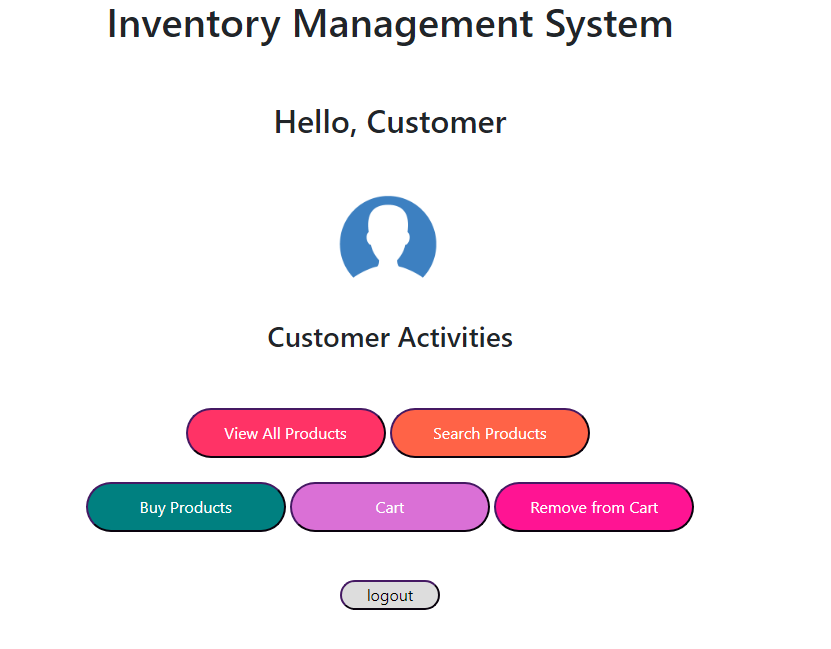 Inventory Management System
Hello, Customer
Customer Activities
View All Products Search Products
Buy Products Cart Remove from Cart
logout